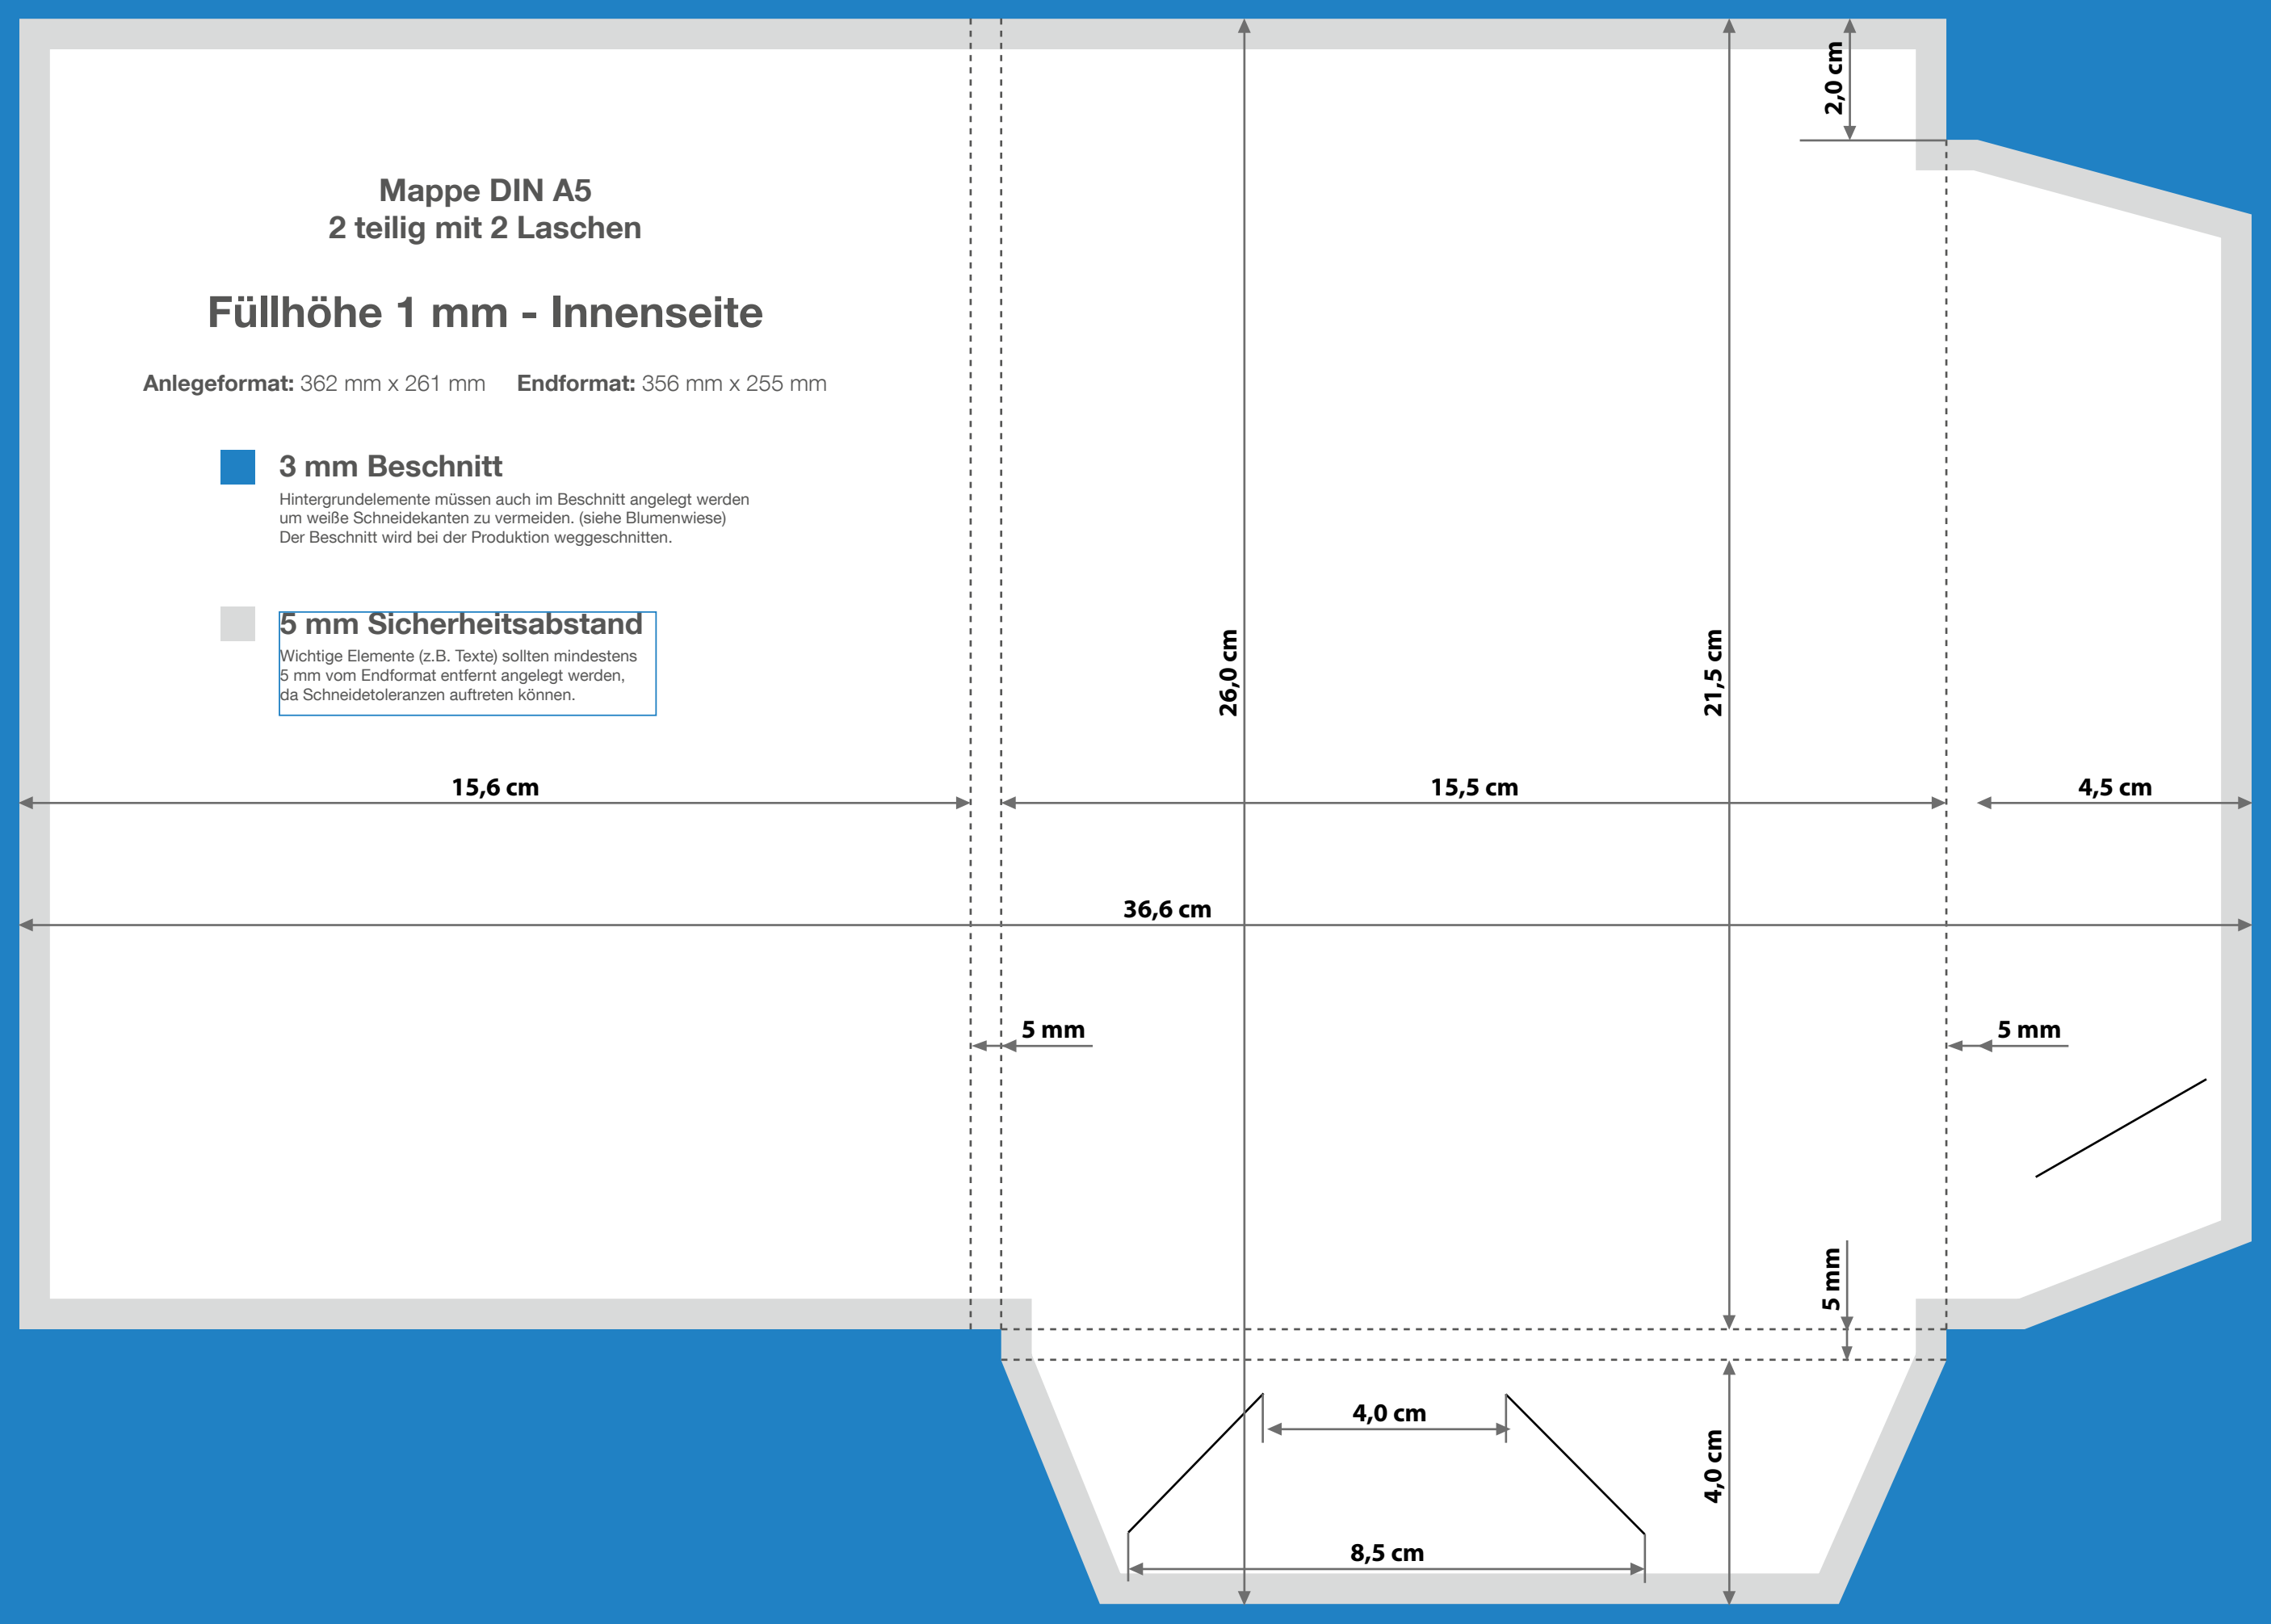 2,0 cm
Mappe DIN A5
2 teilig mit 2 Laschen
Füllhöhe 1 mm - Innenseite
Anlegeformat: 362 mm x 261 mm Endformat: 356 mm x 255 mm
3 mm Beschnitt
Hintergrundelemente müssen auch im Beschnitt angelegt werden
um weiße Schneidekanten zu vermeiden. (siehe Blumenwiese)
Der Beschnitt wird bei der Produktion weggeschnitten.
5 mm Sicherheitsabstand
Wichtige Elemente (z.B. Texte) sollten mindestens
5 mm vom Endformat entfernt angelegt werden,
da Schneidetoleranzen auftreten können.
26,0 cm
21,5 cm
15,6 cm
15,5 cm
4,5 cm
36,6 cm
5 mm
5 mm
5 mm
4,0 cm
4,0 cm
8,5 cm